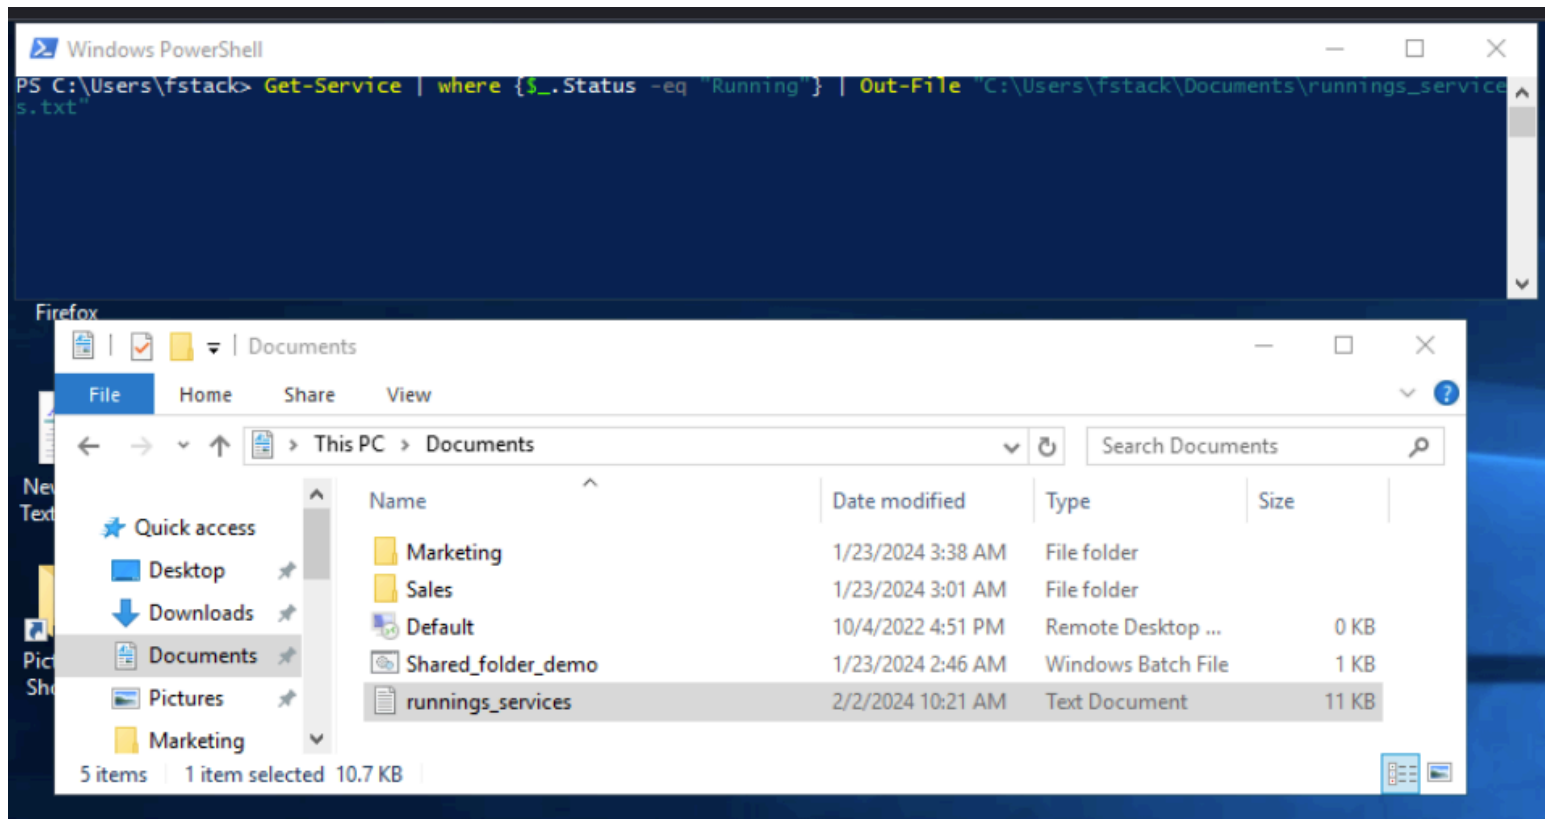 Windows PowerShell
PS C:\Users\fstack> Get-Service | where {$_.Status -eq "Running"} | Out-File "C:\Users\fstack\Documents\runnings_service
s.txt"
Firefox
Documents
File Home Share View
This PC > Documents
Search Documents
Name Date modified Type Size
Quick access
Desktop
Downloads
Documents
Pictures
Marketing
Marketing 1/23/2024 3:38 AM File folder
Sales 1/23/2024 3:01 AM File folder
Default 10/4/2022 4:51 PM Remote Desktop ... 0 KB
Shared_folder_demo 1/23/2024 2:46 AM Windows Batch File 1 KB
runnings_services 2/2/2024 10:21 AM Text Document 11 KB
5 items 1 item selected 10.7 KB
Text